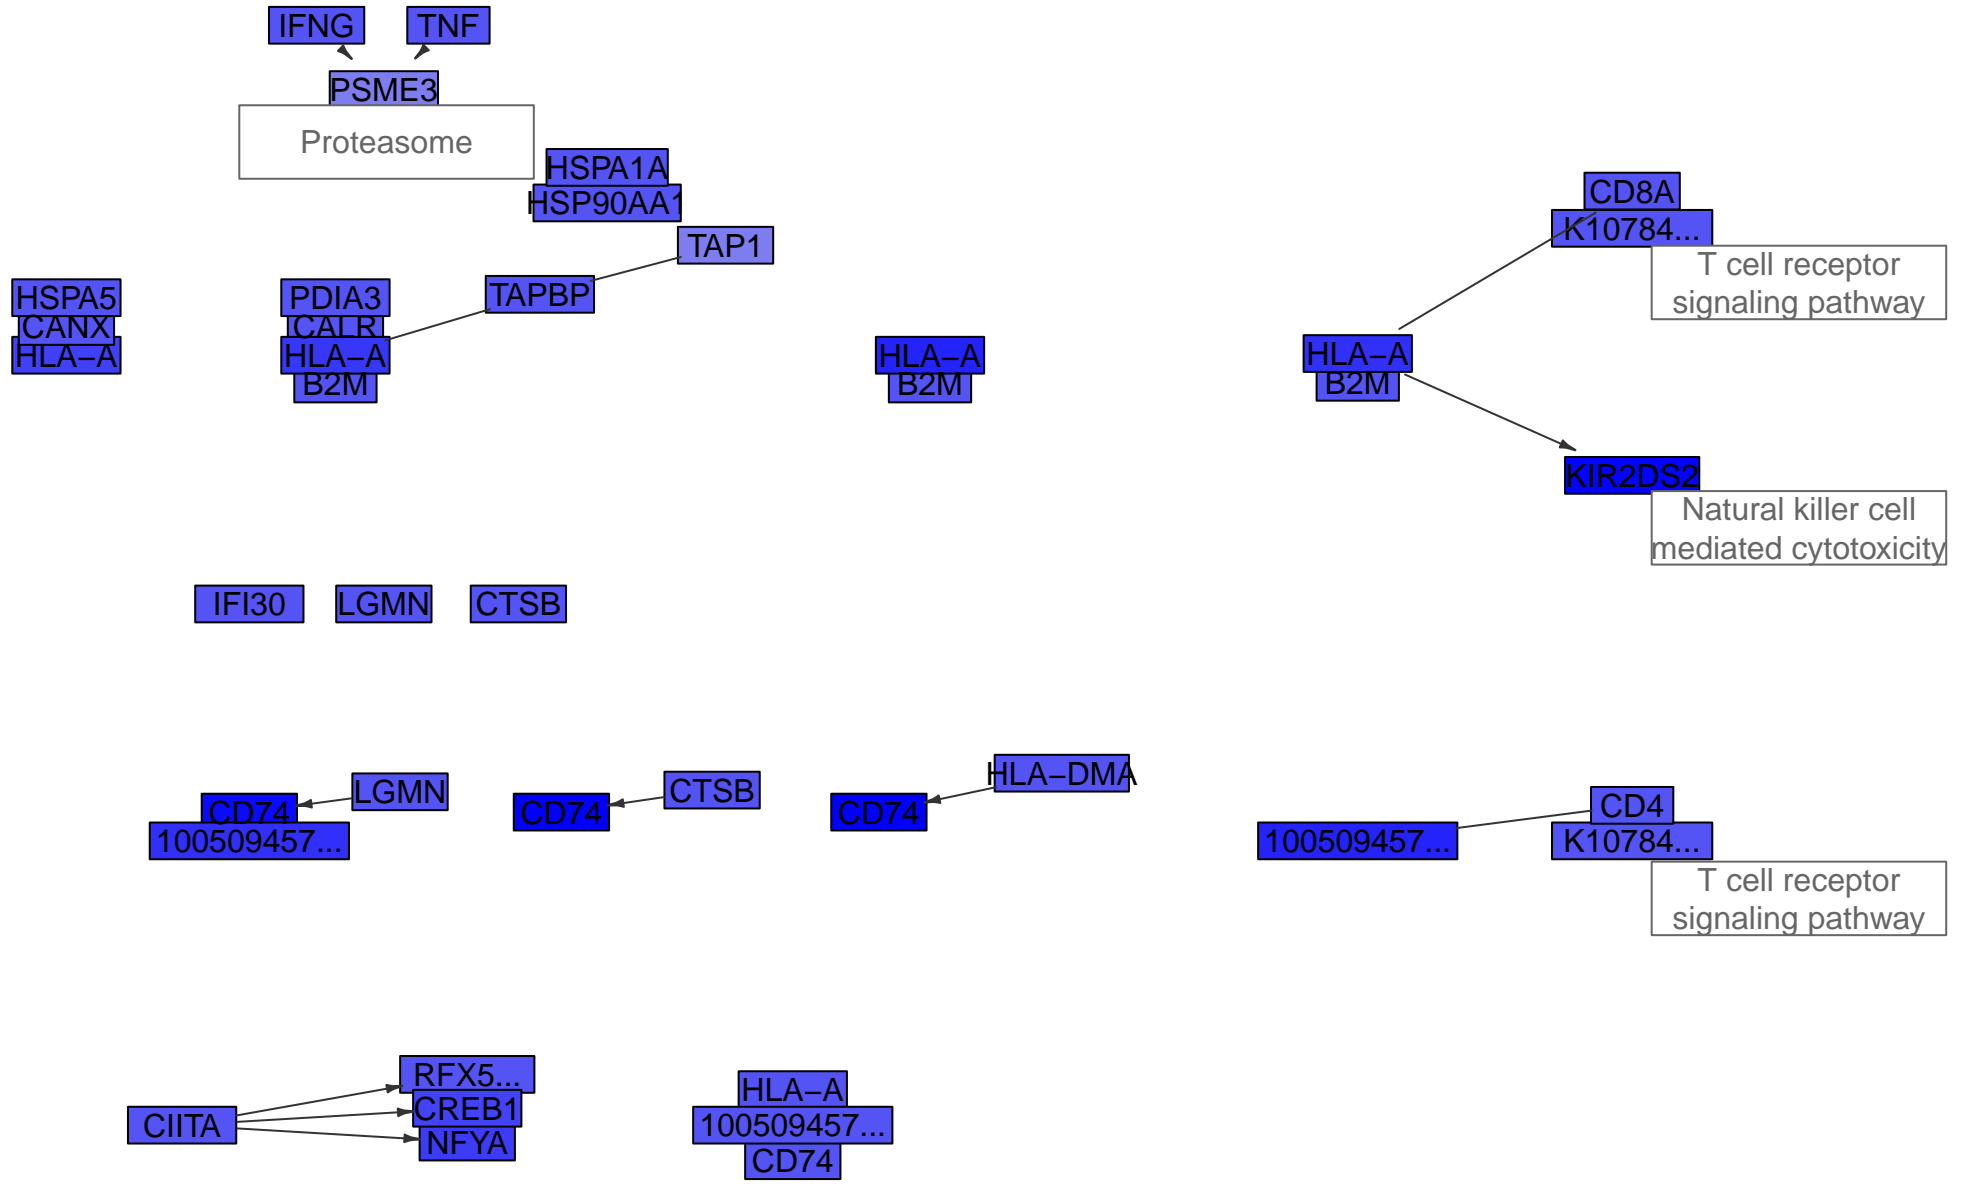 IFNG
TNF
PSME3
Proteasome
HSPA1A
HSP90AA1
CD8A
K10784...
TAP1
T cell receptor
signaling pathway
HSPA5
PDIA3
TAPBP
CANX
CALR
HLA−A
HLA−A
HLA−A
HLA−A
B2M
B2M
B2M
KIR2DS2
Natural killer cell
mediated cytotoxicity
IFI30
LGMN
CTSB
LGMN
CTSB
HLA−DMA
CD74
CD74
CD74
CD4
100509457...
100509457...
K10784...
T cell receptor
signaling pathway
RFX5...
HLA−A
CREB1
CIITA
100509457...
NFYA
CD74